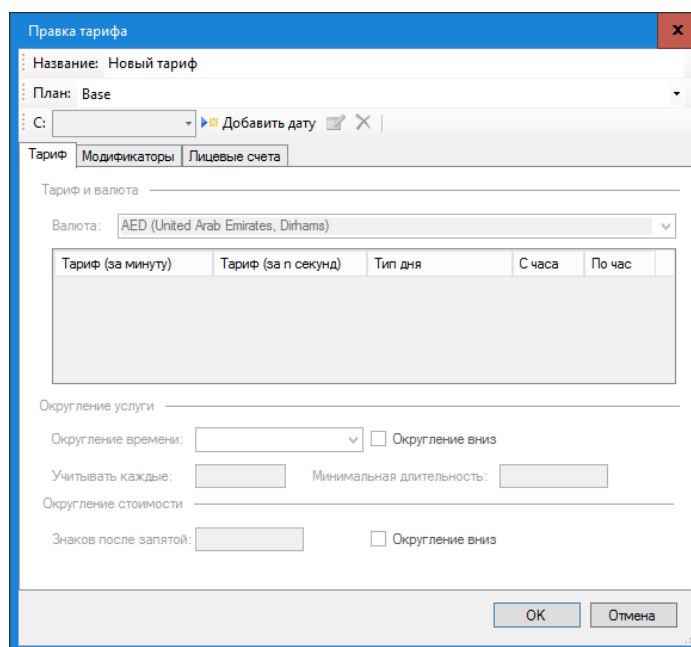 Правка тарифа
Название: Новый тариф
План: Base
С: Добавить дату
Тариф Модификаторы Лицевые счета
Тариф и валюта
Валюта: AED (United Arab Emirates, Dirhams)
Тариф (за минуту) Тариф (за n секунд) Тип дня С часа По час
Округление услуги
Округление времени: Округление вниз
Учитывать каждые: Минимальная длительность:
Округление стоимости
Знаков после запятой: Округление вниз
OK Отмена